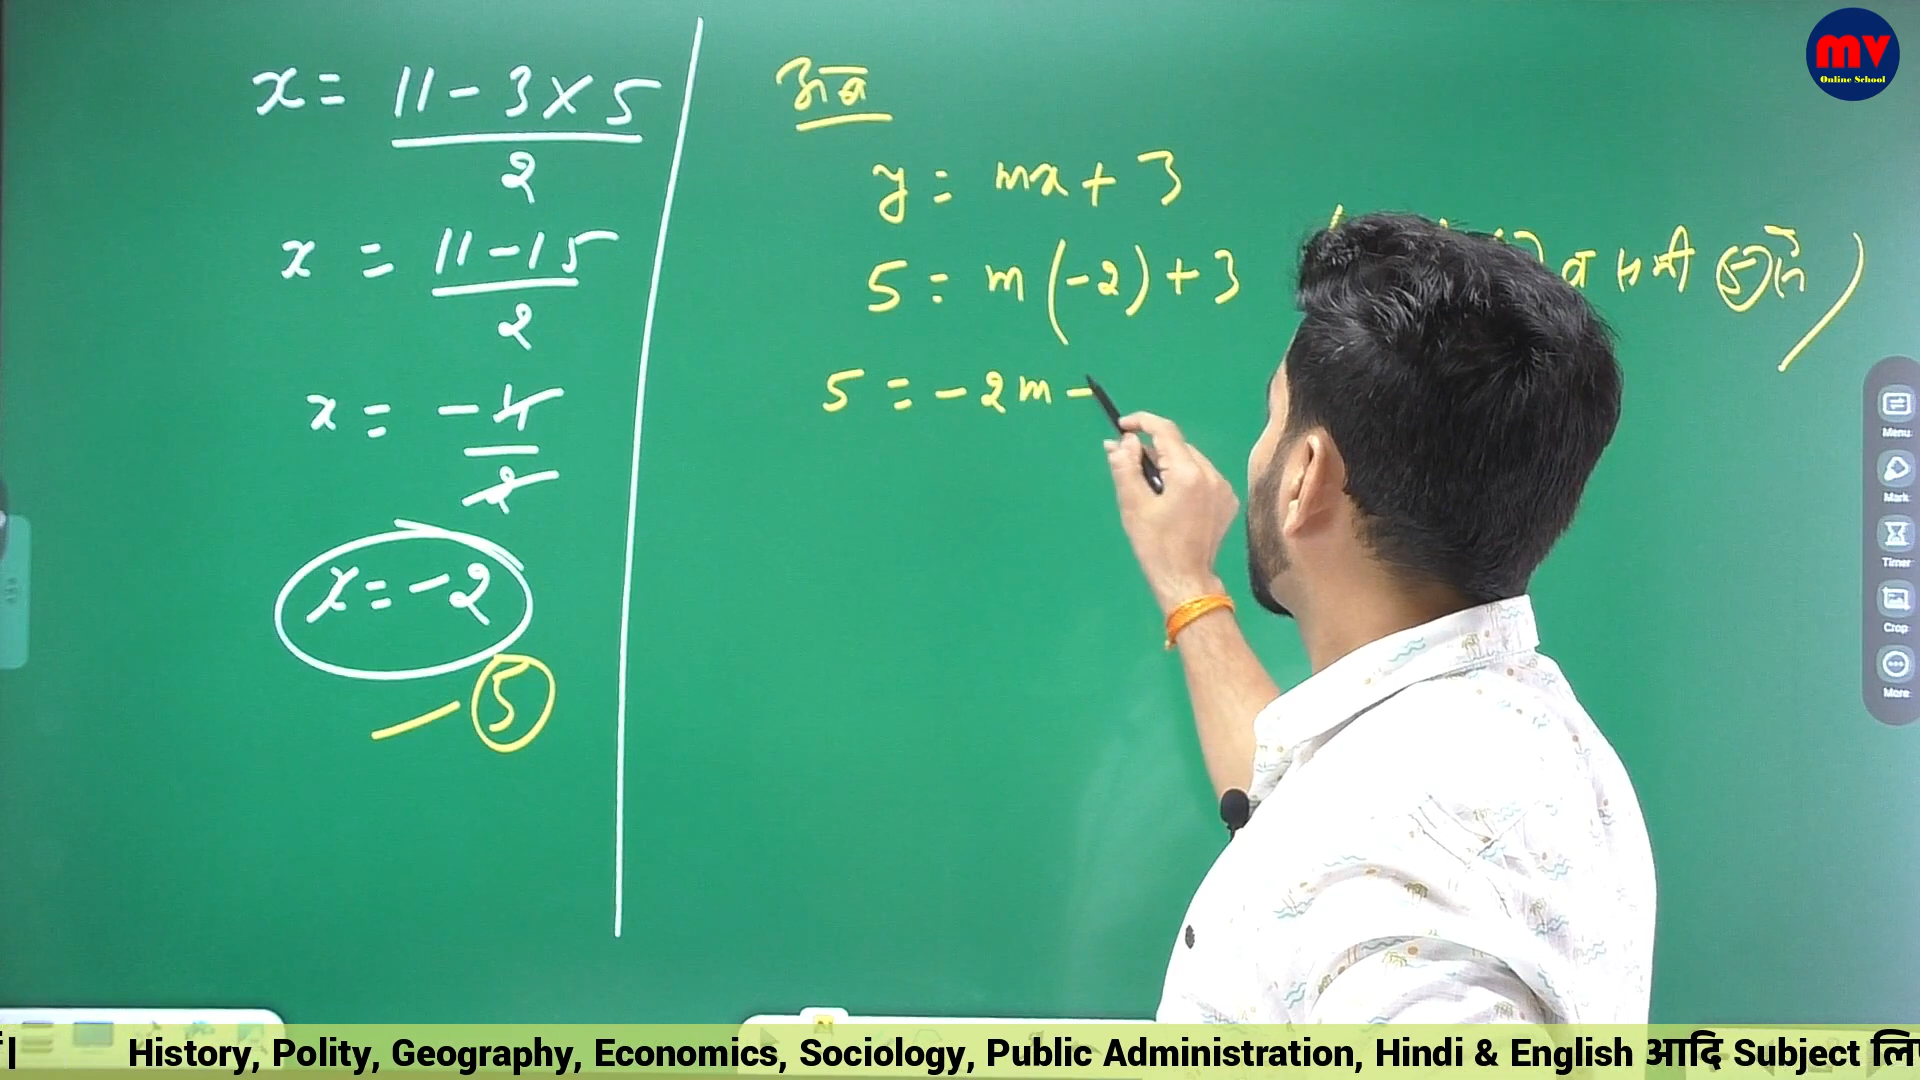 x = 11 - 3 × 5
2
x = 11 - 15
2
x = -4
2
x = -2
5
अब
y = mx + 3
5 = m(-2) + 3
5 = -2m -
mv
Online School
Menu
Mark
Timer
Crop
More
History, Polity, Geography, Economics, Sociology, Public Administration, Hindi & English आदि Subject